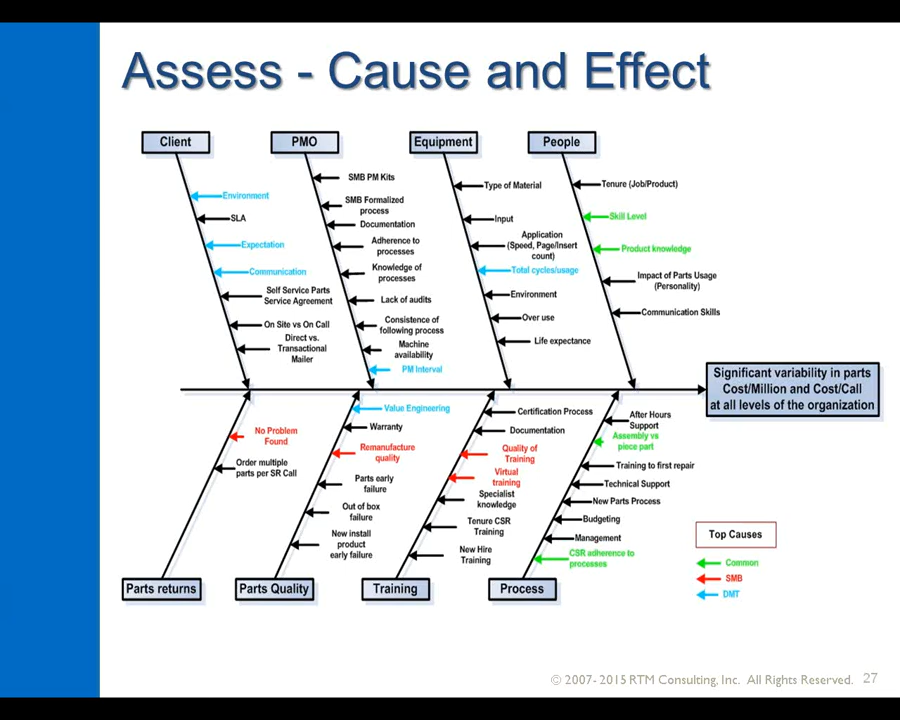 Assess - Cause and Effect
Client
PMO
Equipment
People
Environment
SLA
Expectation
Communication
Self Service Parts
Service Agreement
On Site vs On Call
Direct vs.
Transactional
Mailer
SMB PM Kits
SMB Formalized
process
Documentation
Adherence to
processes
Knowledge of
processes
Lack of audits
Consistence of
following process
Machine
availability
PM Interval
Type of Material
Input
Application
(Speed, Page/Insert
count)
Total cycles/usage
Environment
Over use
Life expectance
Tenure (Job/Product)
Skill Level
Product knowledge
Impact of Parts Usage
(Personality)
Communication Skills
Significant variability in parts
Cost/Million and Cost/Call
at all levels of the organization
No Problem
Found
Order multiple
parts per SR Call
Value Engineering
Warranty
Remanufacture
quality
Parts early
failure
Out of box
failure
New install
product
early failure
Certification Process
Documentation
Quality of
Training
Virtual
training
Specialist
knowledge
Tenure CSR
Training
New Hire
Training
After Hours
Support
Assembly vs
piece part
Training to first repair
Technical Support
New Parts Process
Budgeting
Management
CSR adherence to
processes
Parts returns
Parts Quality
Training
Process
Top Causes
Common
SMB
DMT
© 2007- 2015 RTM Consulting, Inc. All Rights Reserved.
27